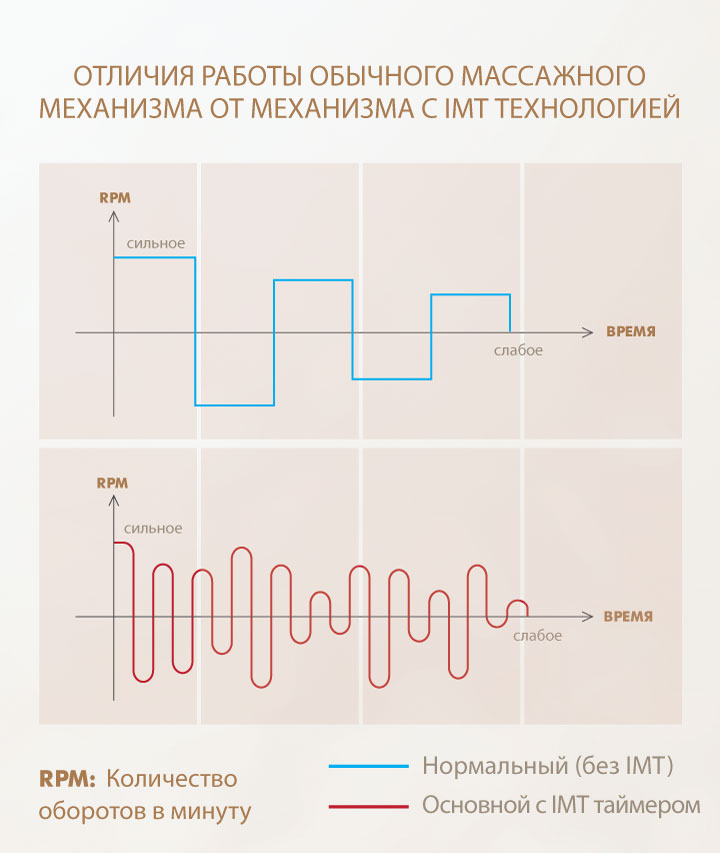 ОТЛИЧИЯ РАБОТЫ ОБЫЧНОГО МАССАЖНОГО
МЕХАНИЗМА ОТ МЕХАНИЗМА С IMT ТЕХНОЛОГИЕЙ
RPM
сильное
ВРЕМЯ
слабое
RPM
сильное
ВРЕМЯ
слабое
RPM: Количество
оборотов в минуту
Нормальный (без IMT)
Основной с IMT таймером